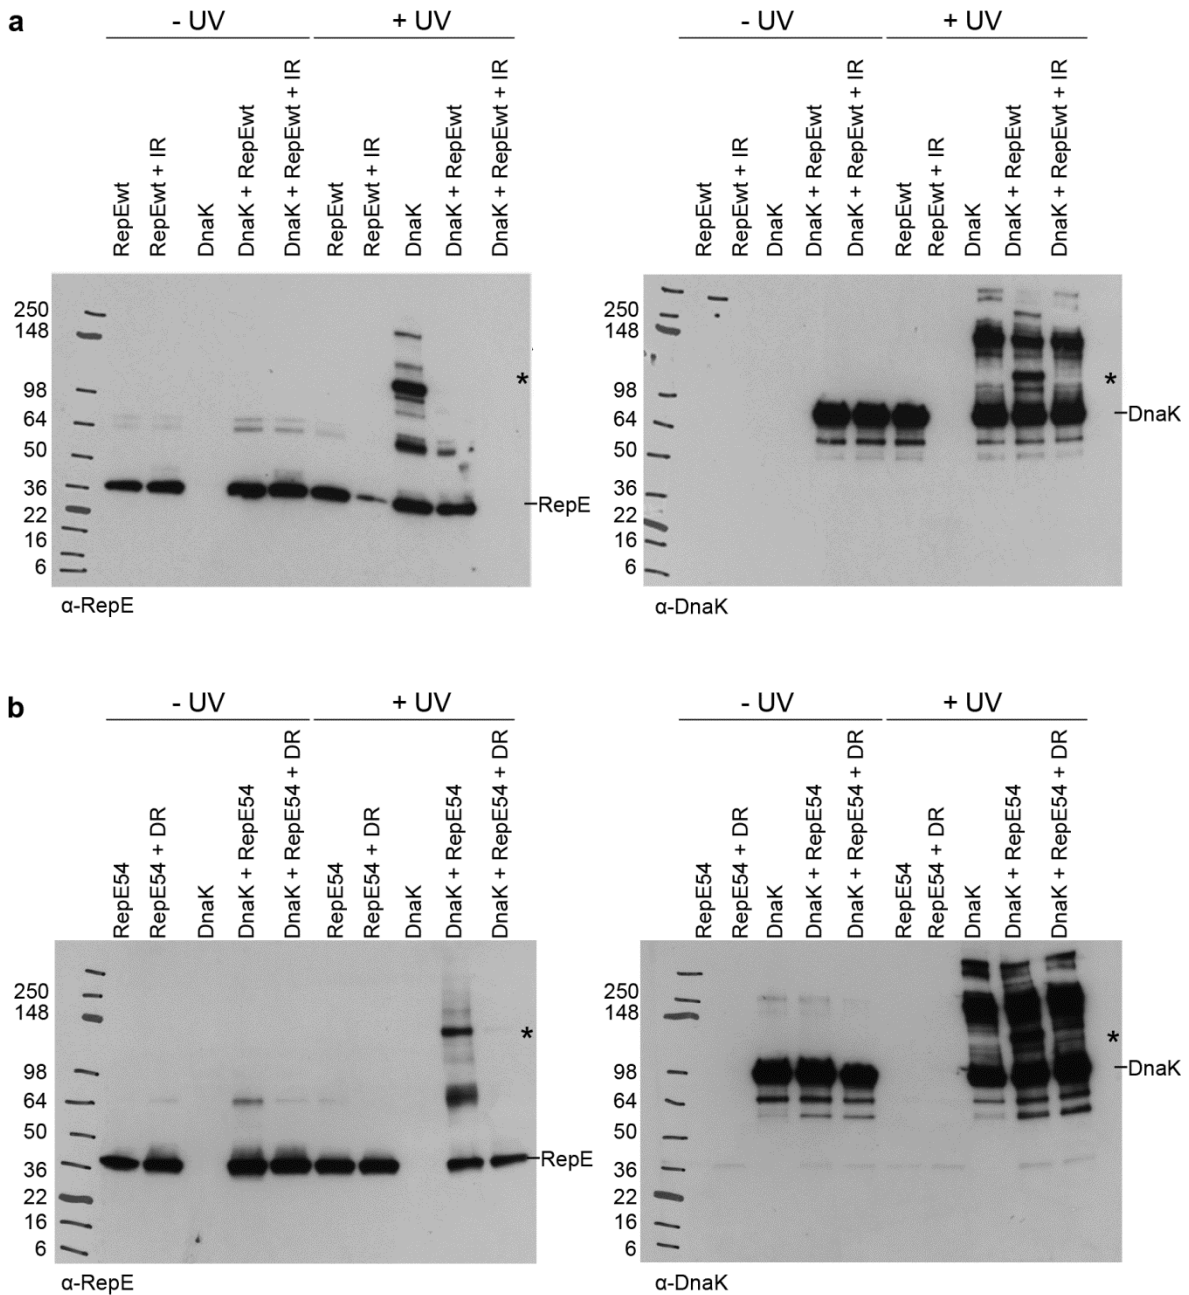 a
- UV
+ UV
RepEwt
RepEwt + IR
DnaK
DnaK + RepEwt
DnaK + RepEwt + IR
RepEwt
RepEwt + IR
DnaK
DnaK + RepEwt
DnaK + RepEwt + IR
250
148
98
64
50
36
22
16
6
*
RepE
α-RepE
- UV
+ UV
RepEwt
RepEwt + IR
DnaK
DnaK + RepEwt
DnaK + RepEwt + IR
RepEwt
RepEwt + IR
DnaK
DnaK + RepEwt
DnaK + RepEwt + IR
250
148
98
64
50
36
22
16
6
*
DnaK
α-DnaK
b
- UV
+ UV
RepE54
RepE54 + DR
DnaK
DnaK + RepE54
DnaK + RepE54 + DR
RepE54
RepE54 + DR
DnaK
DnaK + RepE54
DnaK + RepE54 + DR
250
148
98
64
50
36
22
16
6
*
RepE
α-RepE
- UV
+ UV
RepE54
RepE54 + DR
DnaK
DnaK + RepE54
DnaK + RepE54 + DR
RepE54
RepE54 + DR
DnaK
DnaK + RepE54
DnaK + RepE54 + DR
250
148
98
64
50
36
22
16
6
*
DnaK
α-DnaK